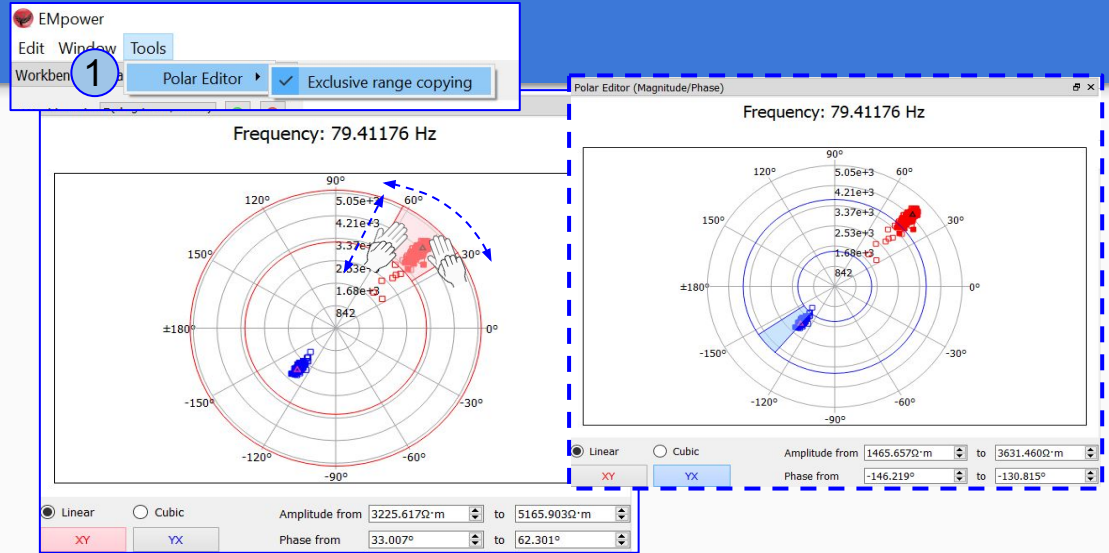 EMpower
Edit Window Tools
1
Polar Editor
Exclusive range copying
Frequency: 79.41176 Hz
90°
120°
60°
5.05e+3
4.21e+3
150°
3.37e+3
30°
2.53e+3
1.68e+3
842
±180°
0°
-150°
-30°
-120°
-60°
-90°
Linear
Cubic
Amplitude from 3225.617Ω·m to 5165.903Ω·m
XY
YX
Phase from 33.007° to 62.301°
Polar Editor (Magnitude/Phase)
Frequency: 79.41176 Hz
90°
120°
5.05e+3
60°
4.21e+3
150°
3.37e+3
30°
2.53e+3
1.68e+3
842
±180°
0°
-150°
-30°
-120°
-60°
-90°
Linear
Cubic
Amplitude from 1465.657Ω·m to 3631.460Ω·m
XY
YX
Phase from -146.219° to -130.815°